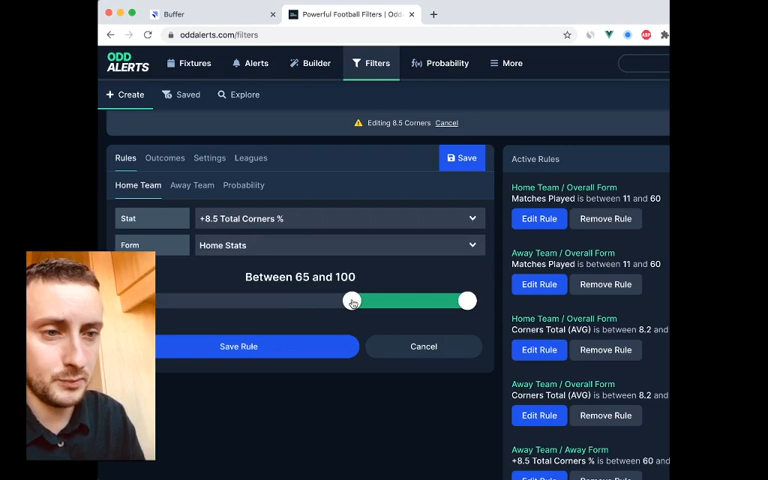 Buffer
Powerful Football Filters | Odd
oddalerts.com/filters
ABP
ODD ALERTS
Fixtures
Alerts
Builder
Filters
Probability
More
Create
Saved
Explore
Editing 8.5 Corners Cancel
Rules
Outcomes
Settings
Leagues
Save
Home Team
Away Team
Probability
Stat
+8.5 Total Corners %
Form
Home Stats
Between 65 and 100
Save Rule
Cancel
Active Rules
Home Team / Overall Form
Matches Played is between 11 and 60
Edit Rule
Remove Rule
Away Team / Overall Form
Matches Played is between 11 and 60
Edit Rule
Remove Rule
Home Team / Overall Form
Corners Total (AVG) is between 8.2 and
Edit Rule
Remove Rule
Away Team / Overall Form
Corners Total (AVG) is between 8.2 and
Edit Rule
Remove Rule
Away Team / Away Form
+8.5 Total Corners % is between 60 and